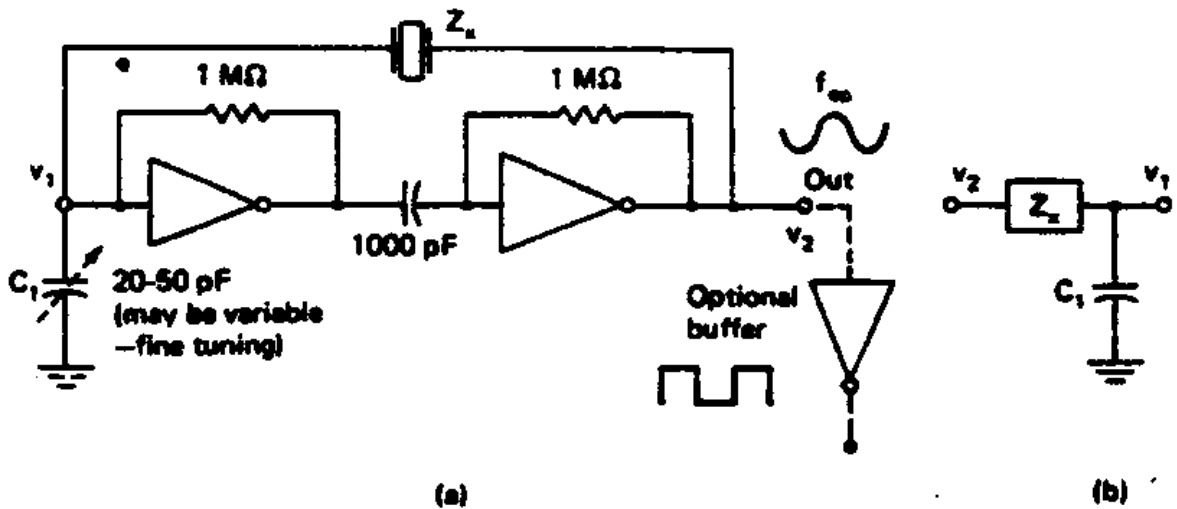 Zₓ
1 MΩ
1 MΩ
v₁
1000 pF
C₁
20-50 pF
(may be variable
—fine tuning)
Out
v₂
Optional
buffer
v₂
Zₓ
v₁
C₁
(a)
(b)